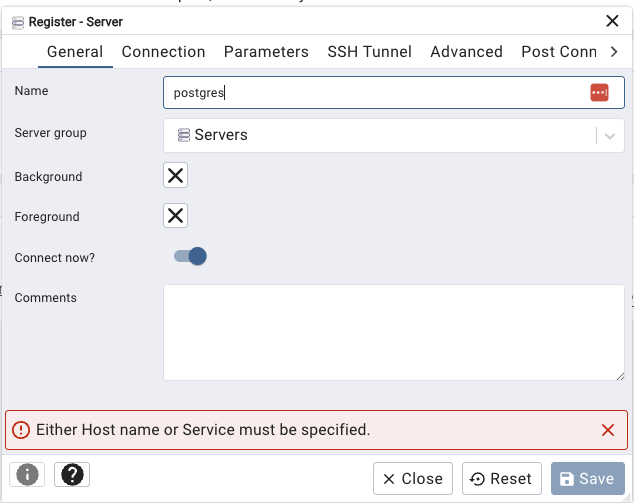 Register - Server
General Connection Parameters SSH Tunnel Advanced Post Conn
Name postgres
Server group Servers
Background
Foreground
Connect now?
Comments
Either Host name or Service must be specified.
Close Reset Save